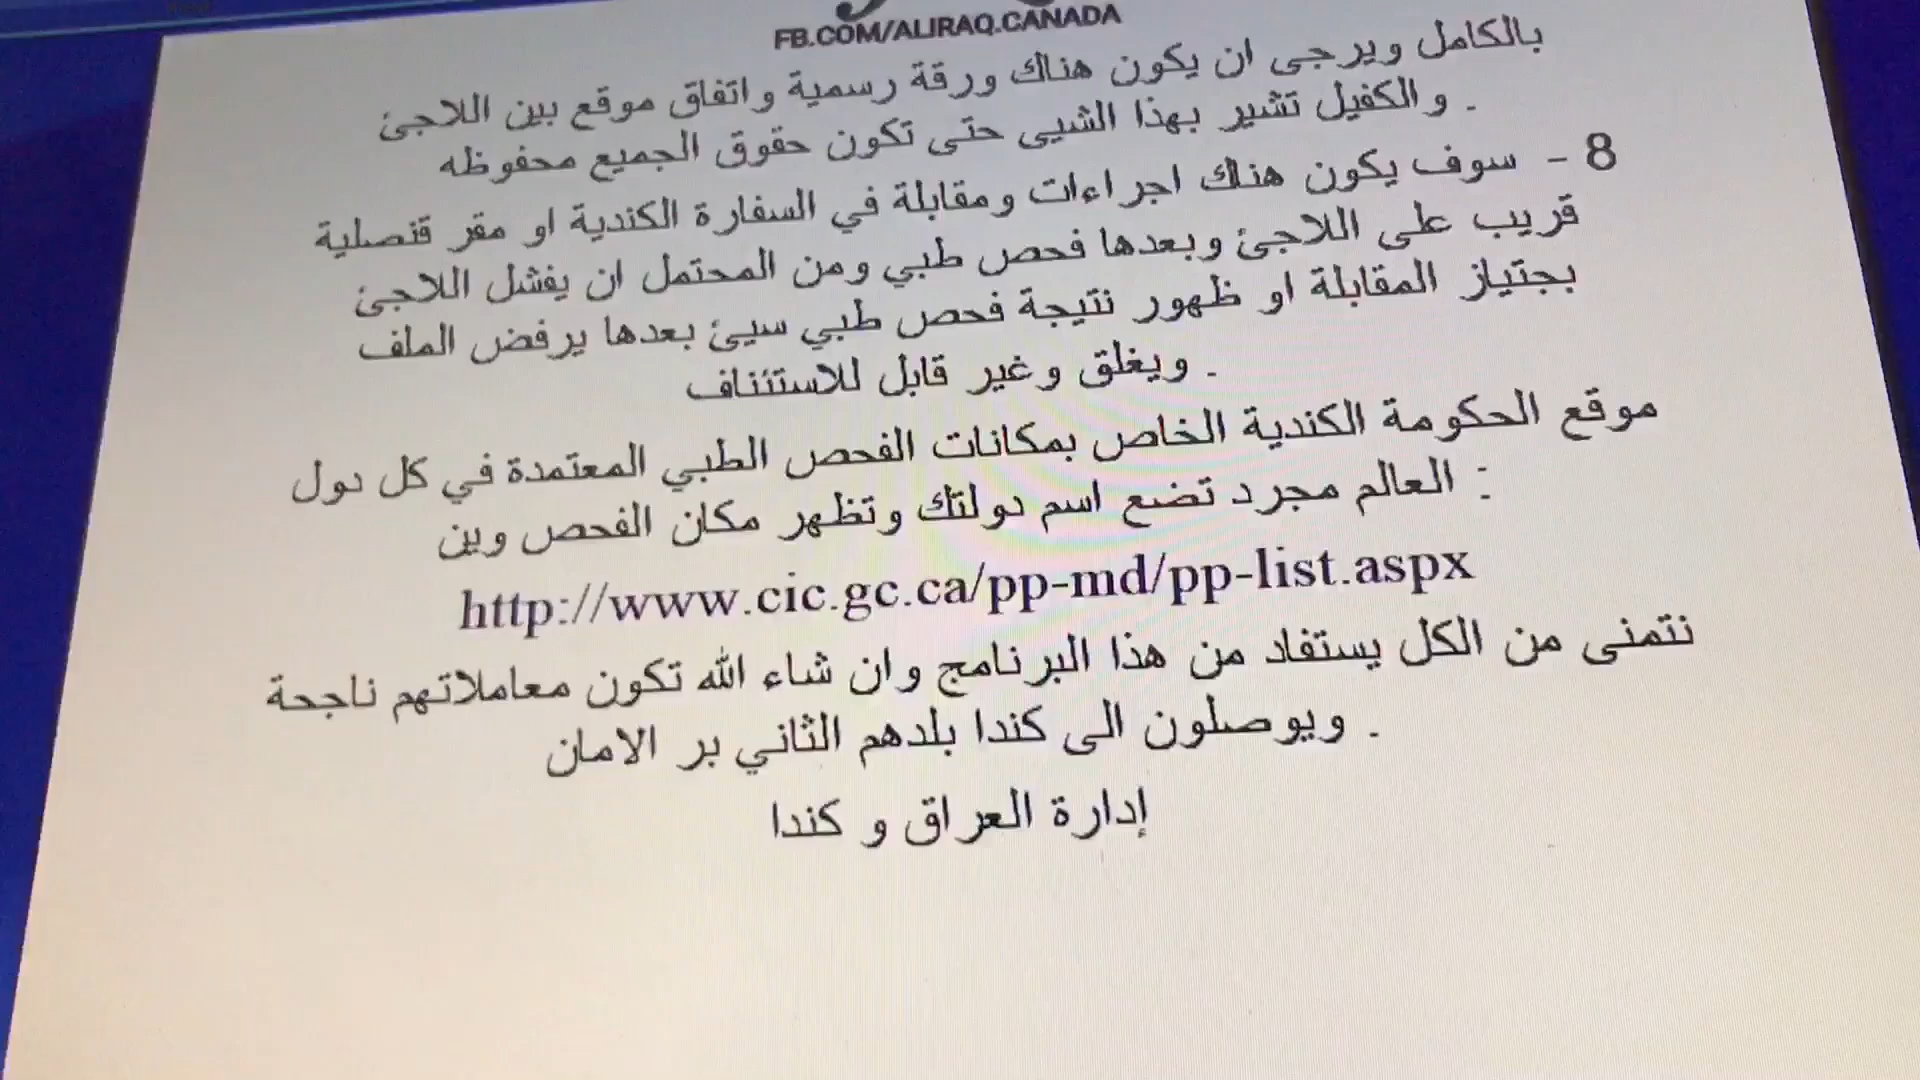 FB.COM/ALIRAQ.CANADA
بالكامل ويرجى ان يكون هناك ورقة رسمية واتفاق موقع بين اللاجئ
والكفيل تشير بهذا الشيى حتى تكون حقوق الجميع محفوظه .
8 - سوف يكون هناك اجراءات ومقابلة في السفارة الكندية او مقر قنصلية
قريب على اللاجئ وبعدها فحص طبي ومن المحتمل ان يفشل اللاجئ
بجتياز المقابلة او ظهور نتيجة فحص طبي سيئ بعدها يرفض الملف
ويغلق وغير قابل للاستئناف .
موقع الحكومة الكندية الخاص بمكانات الفحص الطبي المعتمدة في كل دول
العالم مجرد تضع اسم دولتك وتظهر مكان الفحص وين :
http://www.cic.gc.ca/pp-md/pp-list.aspx
نتمنى من الكل يستفاد من هذا البرنامج وان شاء الله تكون معاملاتهم ناجحة
ويوصلون الى كندا بلدهم الثاني بر الامان .
إدارة العراق و كندا